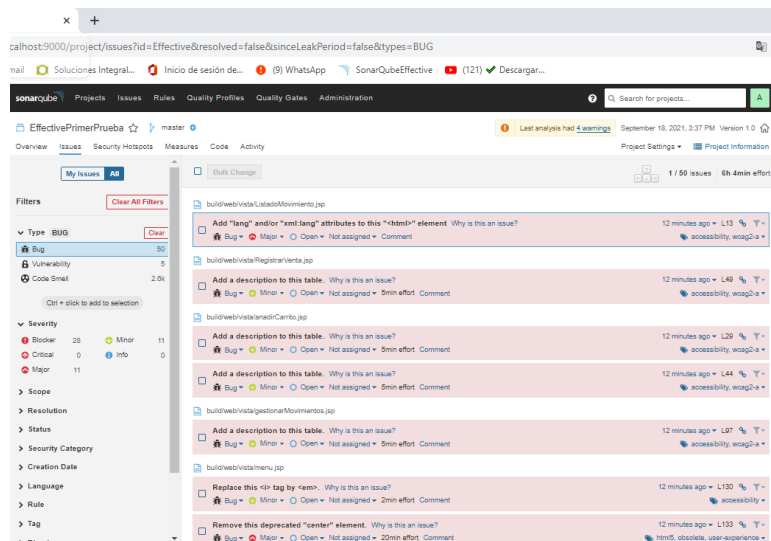 calhost:9000/project/issues?id=Effective&resolved=false&sinceLeakPeriod=false&types=BUG
mail Soluciones Integral... Inicio de sesión de... (9) WhatsApp SonarQubeEffective (121) ✔ Descargar...
sonarqube Projects Issues Rules Quality Profiles Quality Gates Administration Search for projects... A
EffectivePrimerPrueba master Last analysis had 4 warnings September 18, 2021, 3:37 PM Version 1.0
Overview Issues Security Hotspots Measures Code Activity Project Settings Project Information
My Issues All Bulk Change 1 / 50 issues 6h 4min effort
Filters Clear All Filters
Type BUG Clear
Bug 50
Vulnerability 5
Code Smell 2.6k
Ctrl + click to add to selection
Severity
Blocker 28 Minor 11
Critical 0 Info 0
Major 11
Scope
Resolution
Status
Security Category
Creation Date
Language
Rule
Tag
build/web/vista/ListadoMovimiento.jsp
Add "lang" and/or "xml:lang" attributes to this "<html>" element Why is this an issue? 12 minutes ago L13
Bug Major Open Not assigned Comment accessibility, wcag2-a
build/web/vista/RegistrarVenta.jsp
Add a description to this table. Why is this an issue? 12 minutes ago L49
Bug Minor Open Not assigned 5min effort Comment accessibility, wcag2-a
build/web/vista/anadirCarrito.jsp
Add a description to this table. Why is this an issue? 12 minutes ago L29
Bug Minor Open Not assigned 5min effort Comment accessibility, wcag2-a
Add a description to this table. Why is this an issue? 12 minutes ago L44
Bug Minor Open Not assigned 5min effort Comment accessibility, wcag2-a
build/web/vista/gestionarMovimientos.jsp
Add a description to this table. Why is this an issue? 12 minutes ago L97
Bug Minor Open Not assigned 5min effort Comment accessibility, wcag2-a
build/web/vista/menu.jsp
Replace this <i> tag by <em>. Why is this an issue? 12 minutes ago L130
Bug Minor Open Not assigned 2min effort Comment accessibility
Remove this deprecated "center" element. Why is this an issue? 12 minutes ago L133
Bug Major Open Not assigned 20min effort Comment html5, obsolete, user-experience